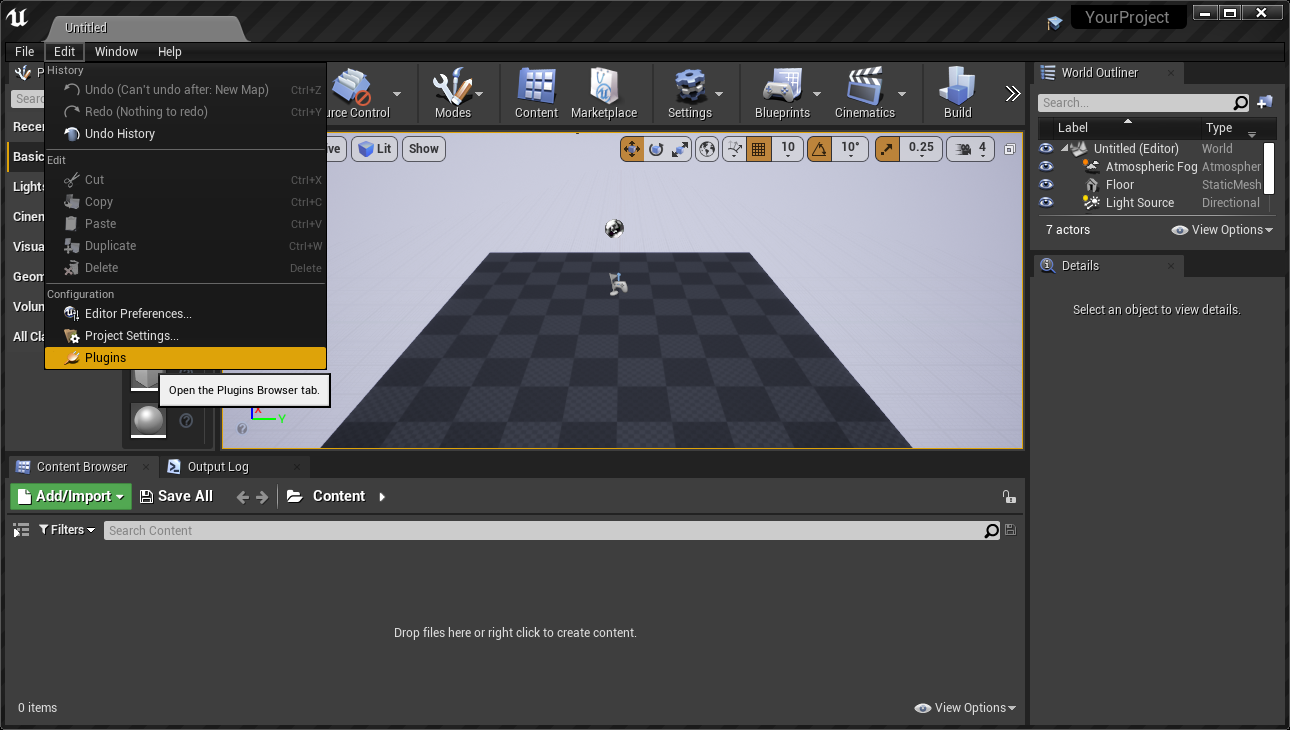 Untitled
YourProject
File Edit Window Help
History
Undo (Can't undo after: New Map) Ctrl+Z
Redo (Nothing to redo) Ctrl+Y
Undo History
Edit
Cut Ctrl+X
Copy Ctrl+C
Paste Ctrl+V
Duplicate Ctrl+W
Delete Delete
Configuration
Editor Preferences...
Project Settings...
Plugins
Open the Plugins Browser tab.
P
Sear
Recen
Basic
Lights
Cinem
Visua
Geom
Volum
All Cla
urce Control Modes Content Marketplace Settings Blueprints Cinematics Build
ve Lit Show 10 10° 0.25 4
X
Y
World Outliner
Search...
Label Type
Untitled (Editor) World
Atmospheric Fog Atmospher
Floor StaticMesh
Light Source Directional
7 actors View Options
Details
Select an object to view details.
Content Browser Output Log
Add/Import Save All Content
Filters Search Content
Drop files here or right click to create content.
0 items View Options